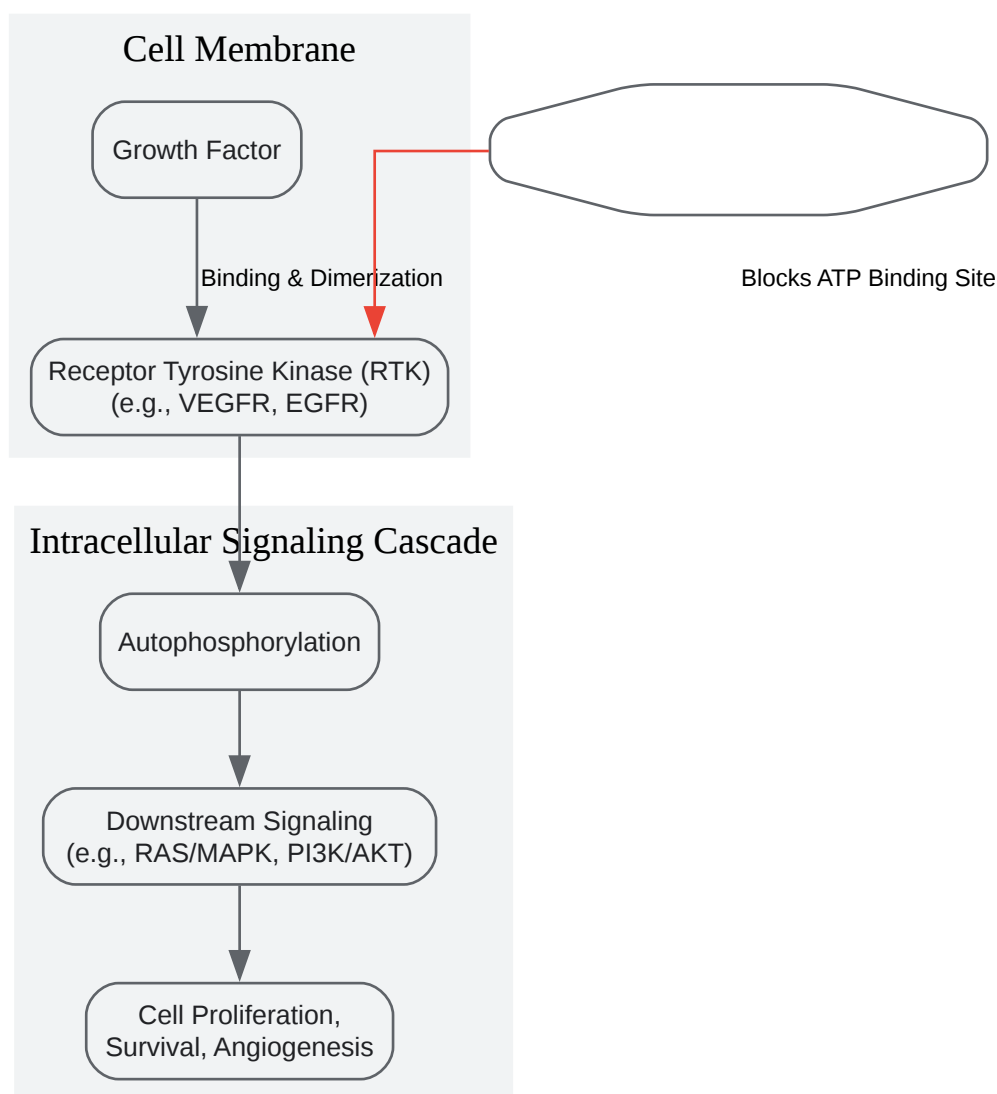 Cell Membrane
Growth Factor
Binding & Dimerization
Blocks ATP Binding Site
Receptor Tyrosine Kinase (RTK)
(e.g., VEGFR, EGFR)
Intracellular Signaling Cascade
Autophosphorylation
Downstream Signaling
(e.g., RAS/MAPK, PI3K/AKT)
Cell Proliferation,
Survival, Angiogenesis